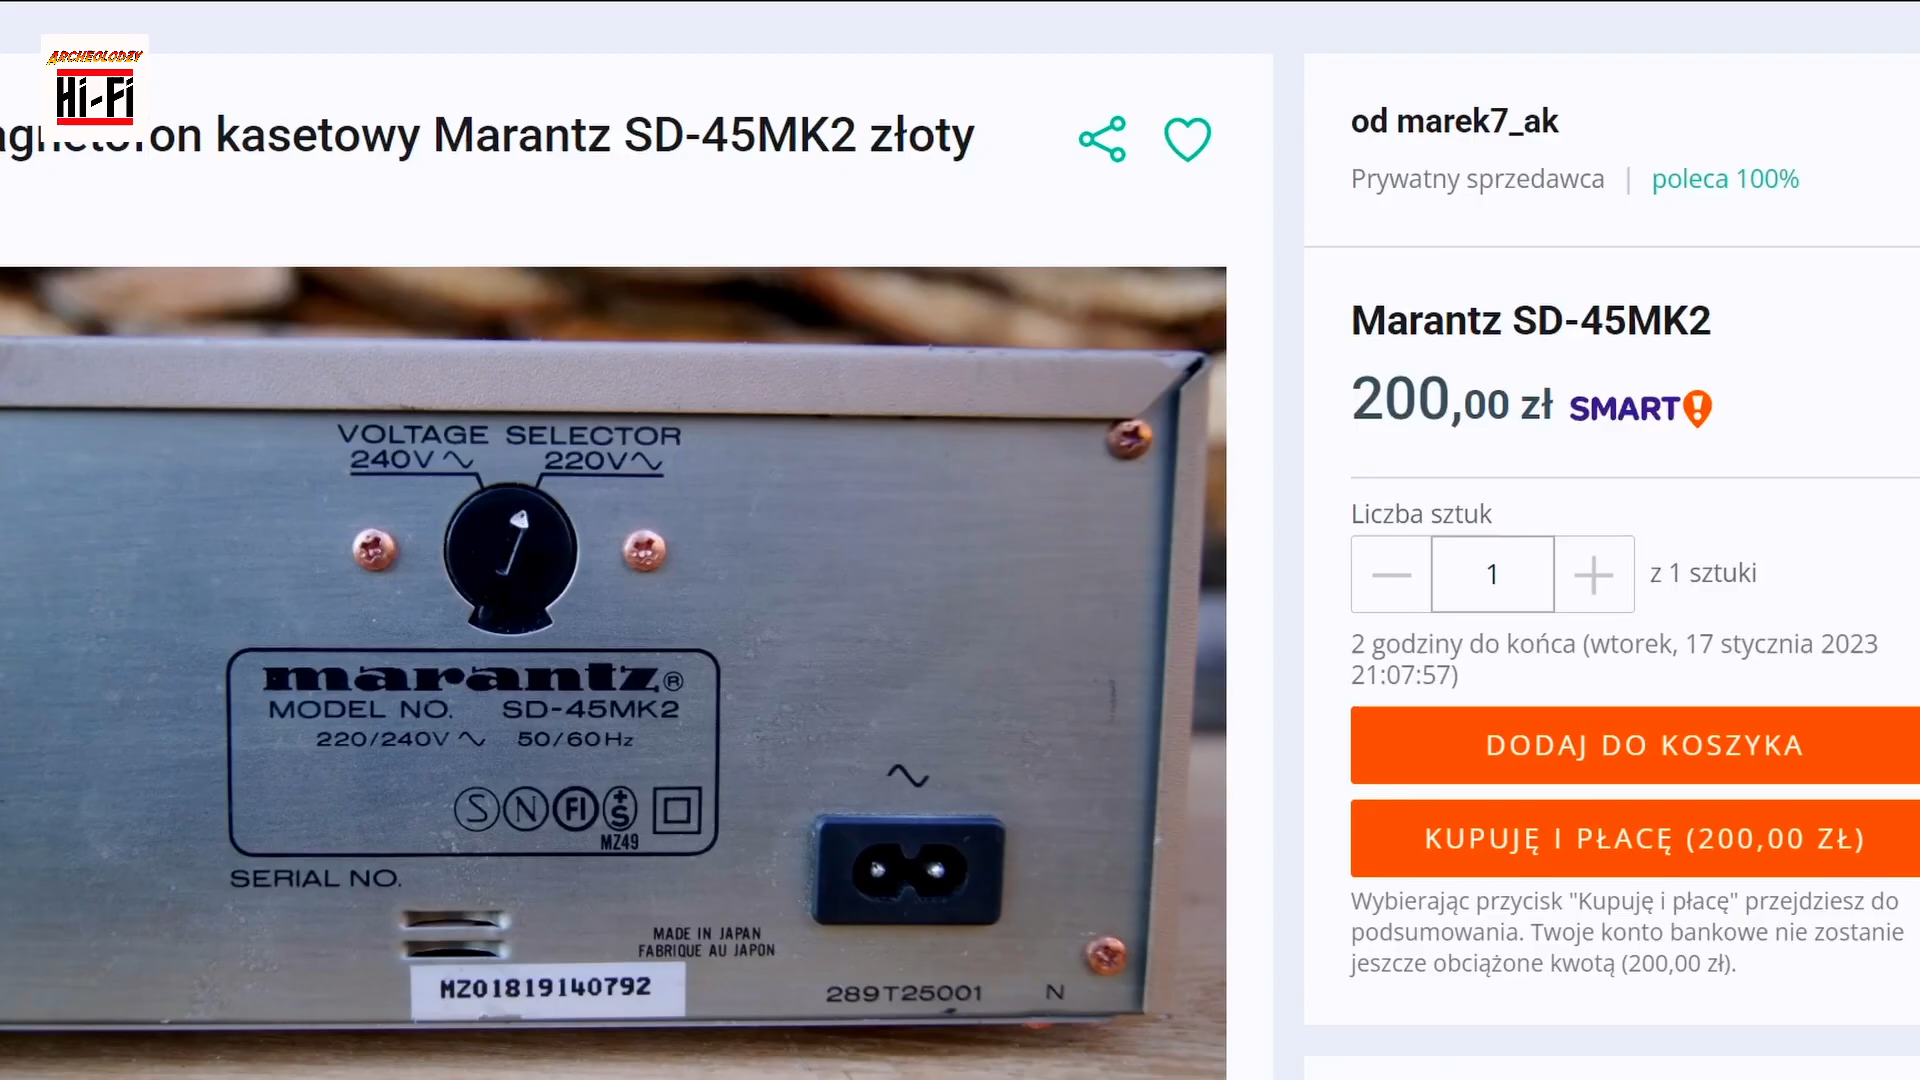 ARCHEOLODZY
Hi-Fi
on kasetowy Marantz SD-45MK2 złoty
VOLTAGE SELECTOR
240V 220V
marantz®
MODEL NO. SD-45MK2
220/240V 50/60Hz
S N FI +S
MZ49
SERIAL NO.
MADE IN JAPAN
FABRIQUE AU JAPON
MZ01819140792
289T25001 N
od marek7_ak
Prywatny sprzedawca | poleca 100%
Marantz SD-45MK2
200,00 zł SMART!
Liczba sztuk
— 1 + z 1 sztuki
2 godziny do końca (wtorek, 17 stycznia 2023
21:07:57)
DODAJ DO KOSZYKA
KUPUJĘ I PŁACĘ (200,00 ZŁ)
Wybierając przycisk "Kupuję i płacę" przejdziesz do
podsumowania. Twoje konto bankowe nie zostanie
jeszcze obciążone kwotą (200,00 zł).